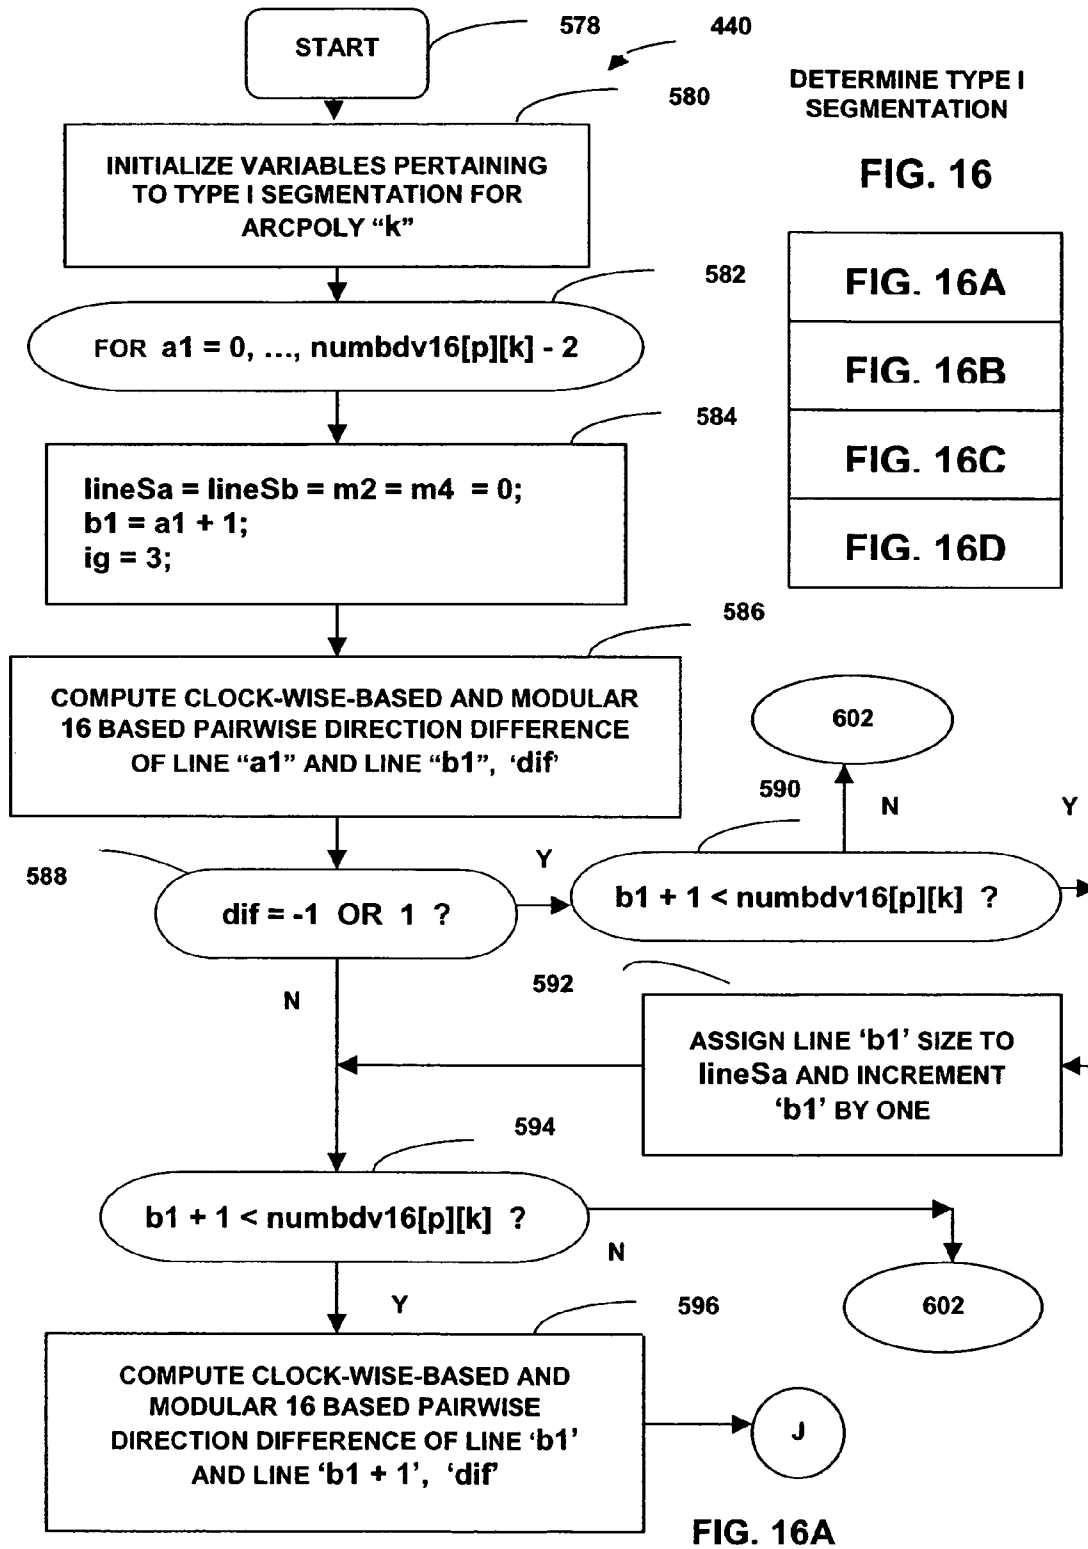 START
578
440
DETERMINE TYPE I
SEGMENTATION
580
INITIALIZE VARIABLES PERTAINING
TO TYPE I SEGMENTATION FOR
ARCPOLY “k”
FIG. 16
582
FOR a1 = 0, ..., numbdv16[p][k] - 2
FIG. 16A
FIG. 16B
FIG. 16C
FIG. 16D
584
lineSa = lineSb = m2 = m4 = 0;
b1 = a1 + 1;
ig = 3;
586
COMPUTE CLOCK-WISE-BASED AND MODULAR
16 BASED PAIRWISE DIRECTION DIFFERENCE
OF LINE “a1” AND LINE “b1”, ‘dif’
602
590
N
Y
588
dif = -1 OR 1 ?
Y
b1 + 1 < numbdv16[p][k] ?
N
592
ASSIGN LINE ‘b1’ SIZE TO
lineSa AND INCREMENT
‘b1’ BY ONE
594
b1 + 1 < numbdv16[p][k] ?
N
602
Y
596
COMPUTE CLOCK-WISE-BASED AND
MODULAR 16 BASED PAIRWISE
DIRECTION DIFFERENCE OF LINE ‘b1’
AND LINE ‘b1 + 1’, ‘dif’
J
FIG. 16A